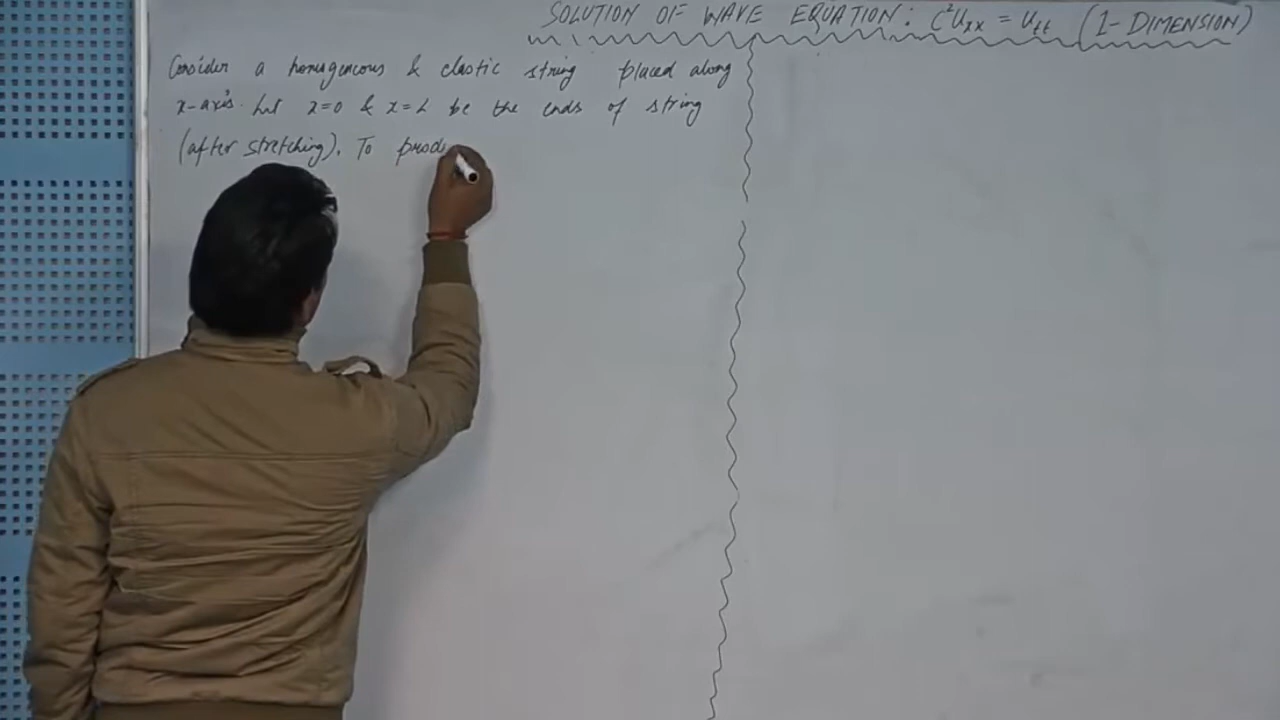 SOLUTION OF WAVE EQUATION: C²Uxx = Utt (1-DIMENSION)
Consider a homogeneous & elastic string placed along
x-axis. Let x=0 & x=L be the ends of string
(after stretching). To produ